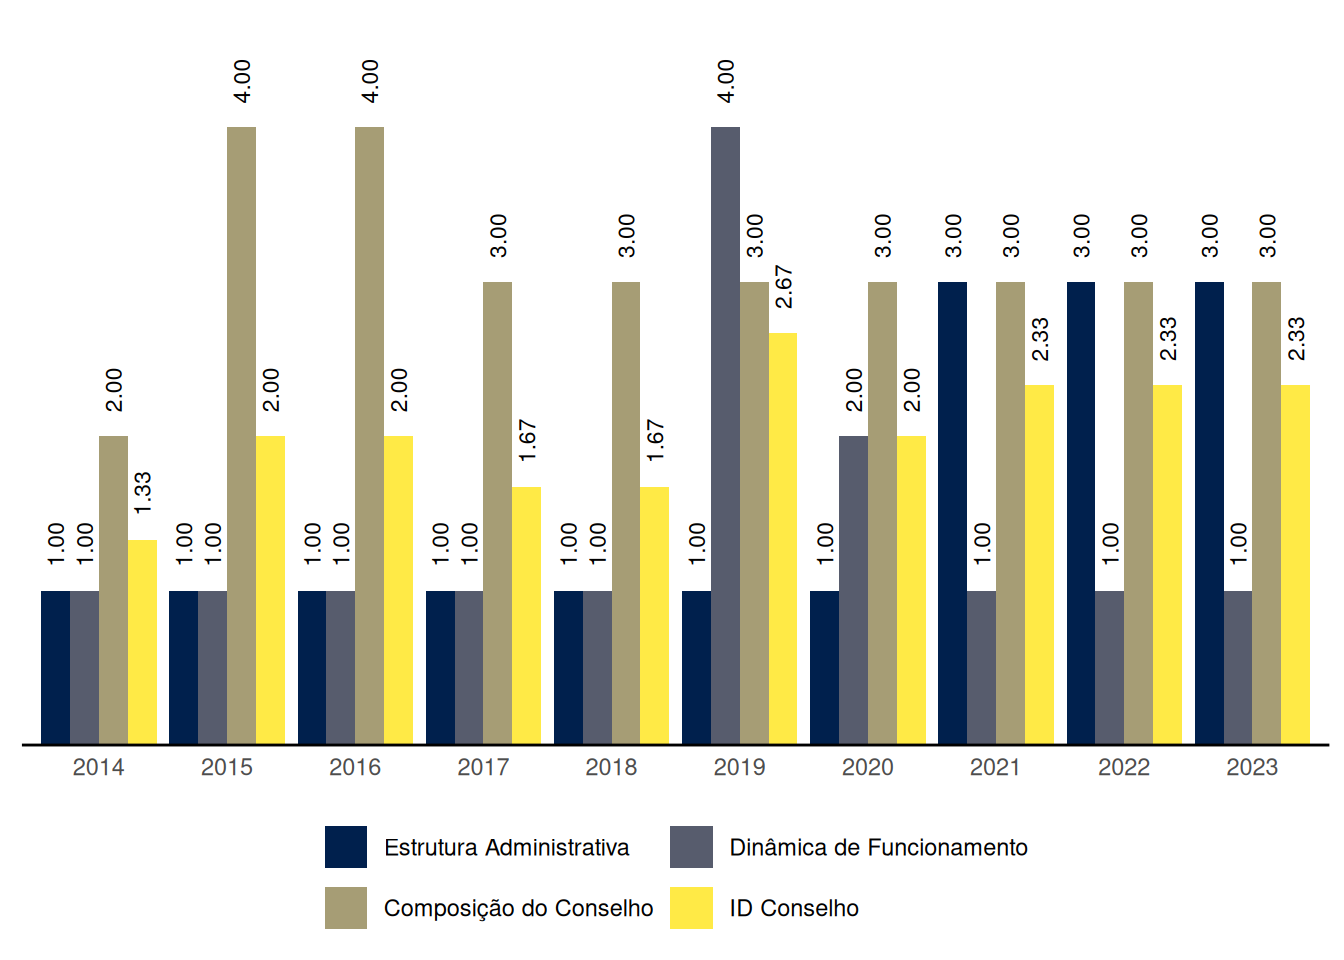 4.00 4.00 4.00
3.00 3.00 3.00 3.00 3.00 3.00 3.00 3.00 3.00 3.00
2.67
2.33 2.33 2.33
2.00 2.00 2.00 2.00 2.00
1.67 1.67
1.33
1.00 1.00 1.00 1.00 1.00 1.00 1.00 1.00 1.00 1.00 1.00 1.00 1.00 1.00 1.00
2014 2015 2016 2017 2018 2019 2020 2021 2022 2023
Estrutura Administrativa Dinâmica de Funcionamento
Composição do Conselho ID Conselho